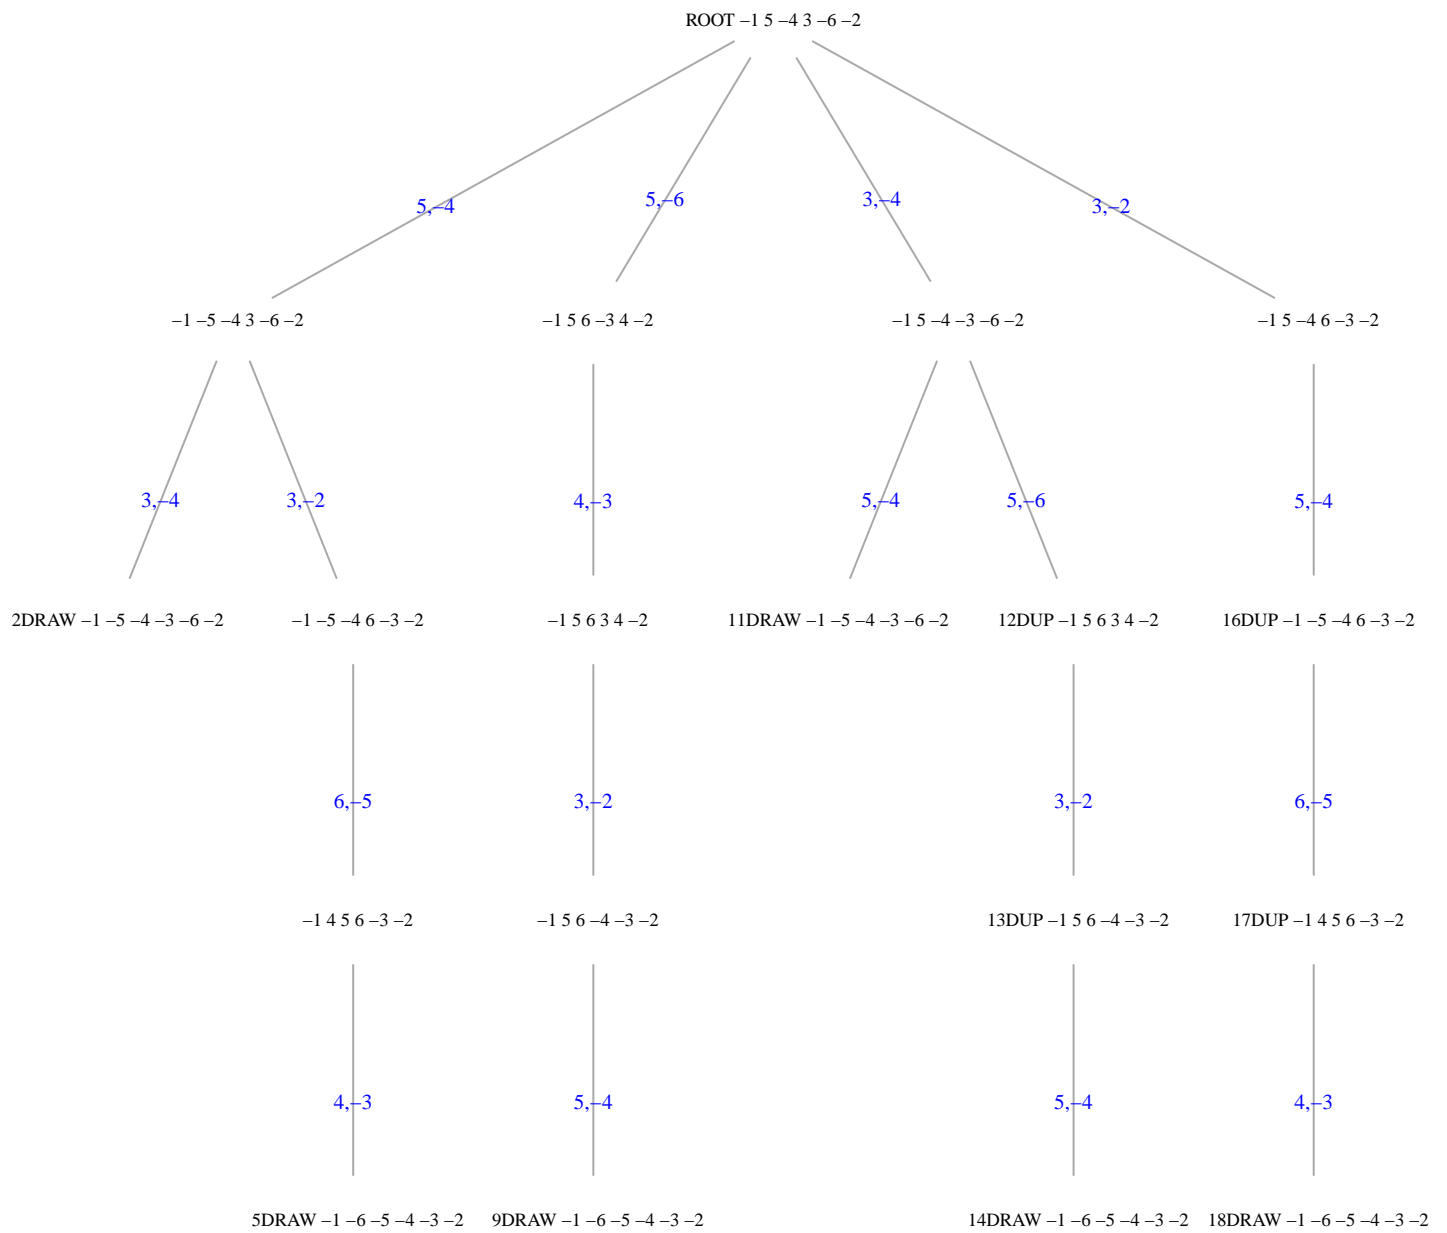 ROOT –1 5 –4 3 –6 –2
5,–4
5,–6
3,–4
3,–2
–1 –5 –4 3 –6 –2
–1 5 6 –3 4 –2
–1 5 –4 –3 –6 –2
–1 5 –4 6 –3 –2
3,–4
3,–2
4,–3
5,–4
5,–6
5,–4
2DRAW –1 –5 –4 –3 –6 –2
–1 –5 –4 6 –3 –2
–1 5 6 3 4 –2
11DRAW –1 –5 –4 –3 –6 –2
12DUP –1 5 6 3 4 –2
16DUP –1 –5 –4 6 –3 –2
6,–5
3,–2
3,–2
6,–5
–1 4 5 6 –3 –2
–1 5 6 –4 –3 –2
13DUP –1 5 6 –4 –3 –2
17DUP –1 4 5 6 –3 –2
4,–3
5,–4
5,–4
4,–3
5DRAW –1 –6 –5 –4 –3 –2
9DRAW –1 –6 –5 –4 –3 –2
14DRAW –1 –6 –5 –4 –3 –2
18DRAW –1 –6 –5 –4 –3 –2